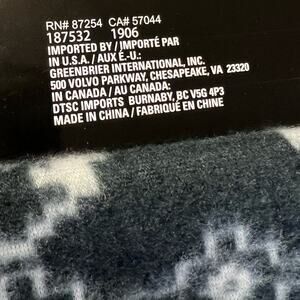 RN# 87254 CA# 57044
187532 1906
IMPORTED BY / IMPORTÉ PAR
IN U.S.A. / AUX É.-U.:
GREENBRIER INTERNATIONAL, INC.
500 VOLVO PARKWAY, CHESAPEAKE, VA 23320
IN CANADA / AU CANADA:
DTSC IMPORTS BURNABY, BC V5G 4P3
MADE IN CHINA / FABRIQUÉ EN CHINE